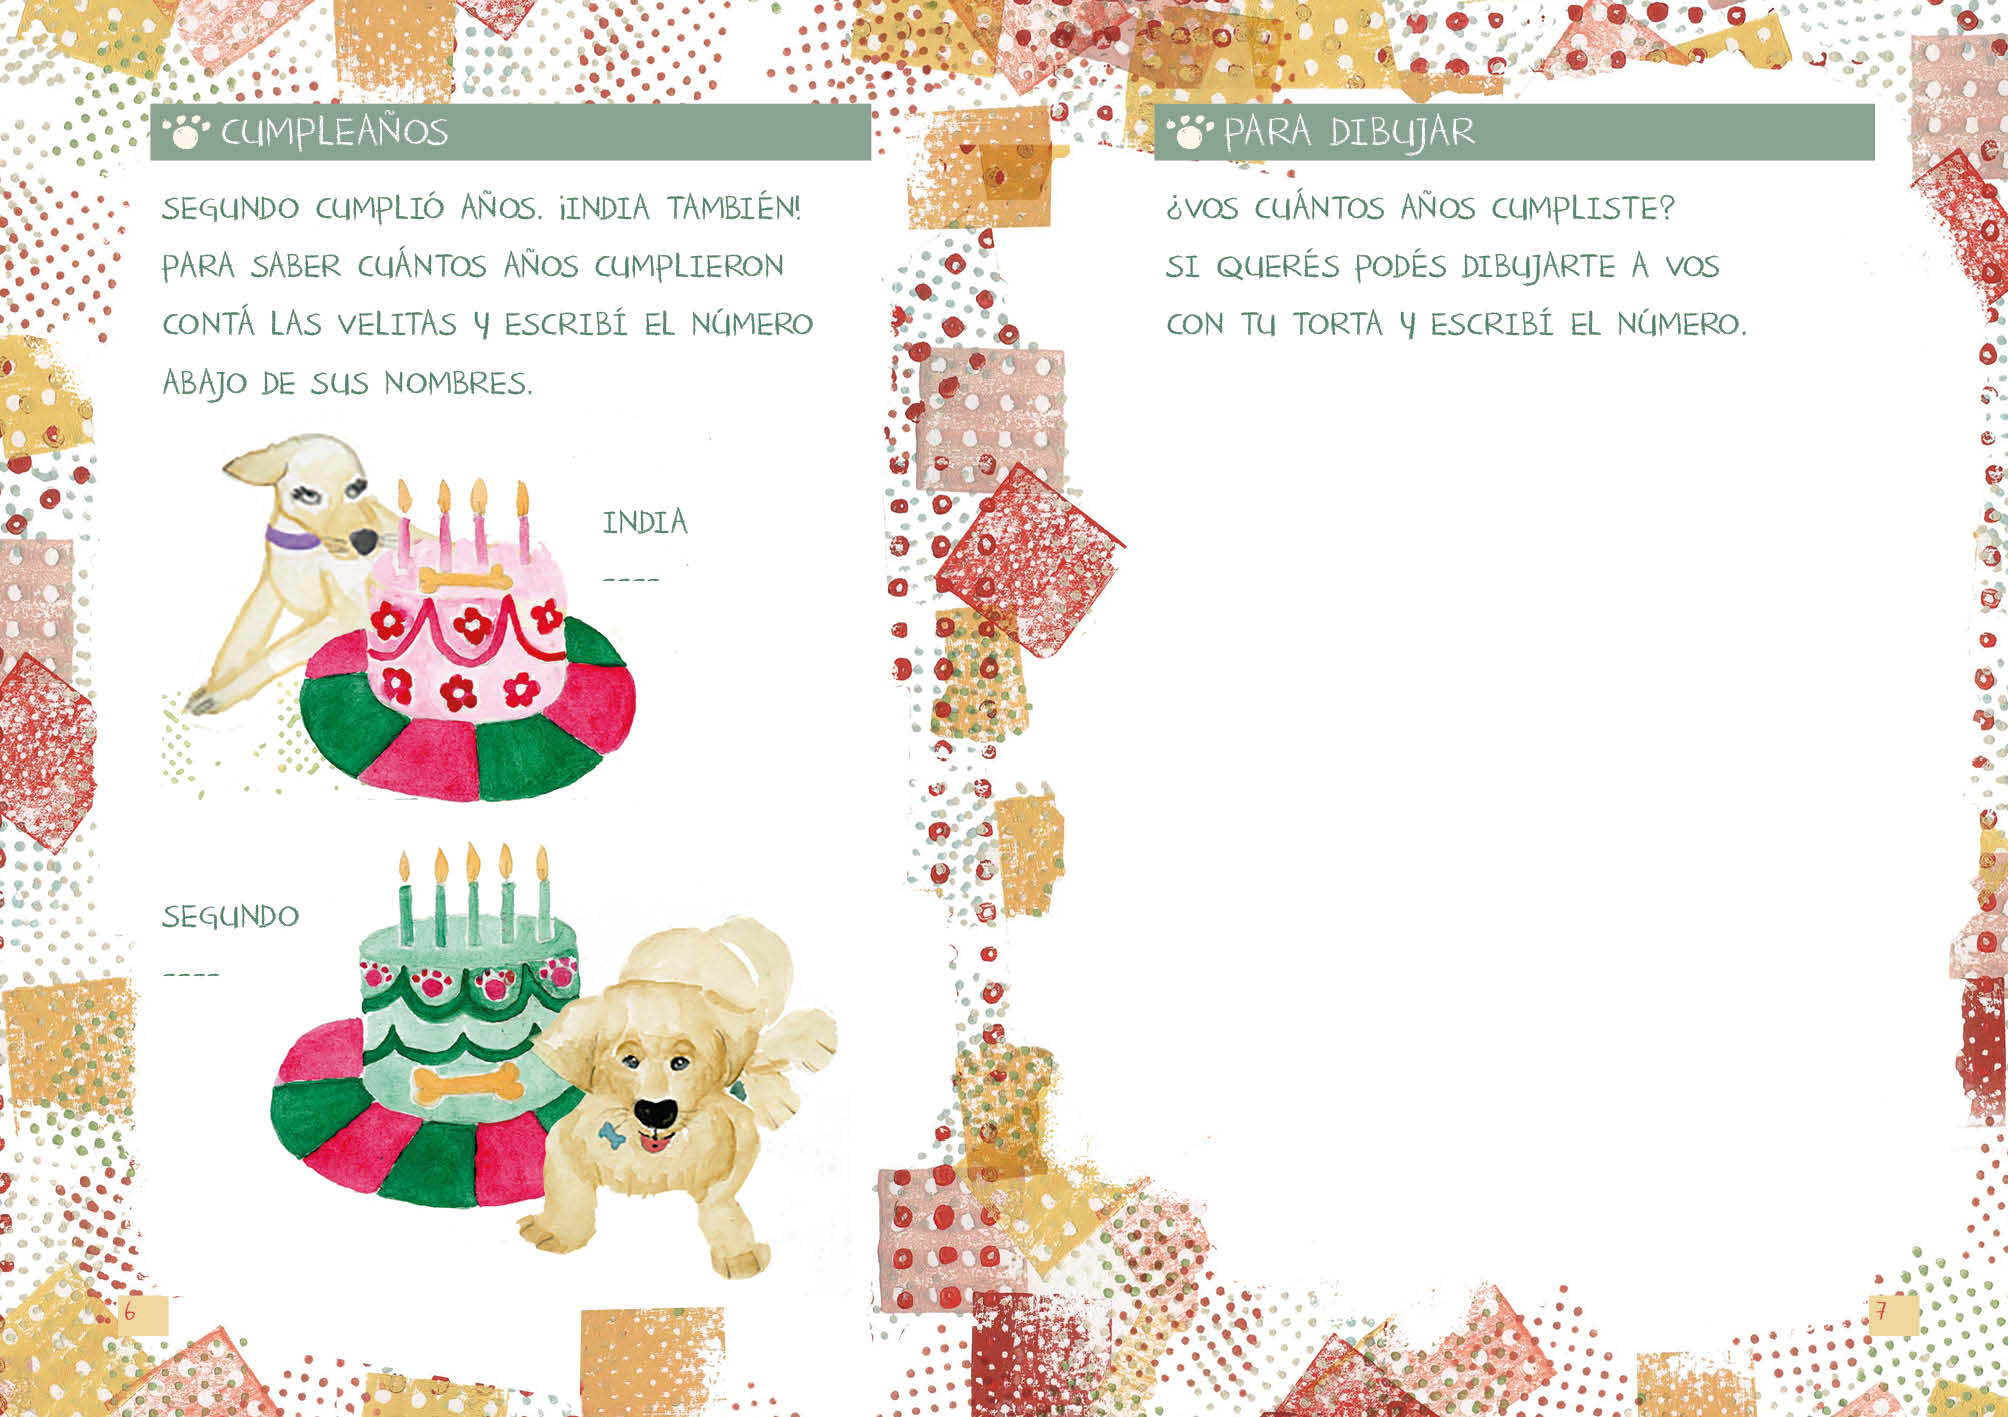 CUMPLEAÑOS
SEGUNDO CUMPLIÓ AÑOS. ¡INDIA TAMBIÉN!
PARA SABER CUÁNTOS AÑOS CUMPLIERON
CONTÁ LAS VELITAS Y ESCRIBÍ EL NÚMERO
ABAJO DE SUS NOMBRES.
INDIA
----
SEGUNDO
----
6
PARA DIBUJAR
¿VOS CUÁNTOS AÑOS CUMPLISTE?
SI QUERÉS PODÉS DIBUJARTE A VOS
CON TU TORTA Y ESCRIBÍ EL NÚMERO.
7